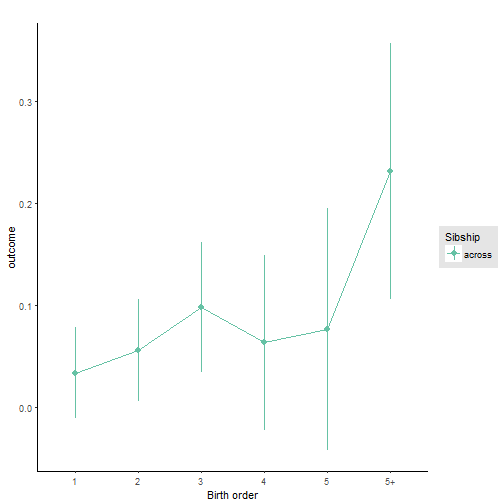 outcome
0.3
0.2
0.1
0.0
1 2 3 4 5 5+
Birth order
Sibship
across